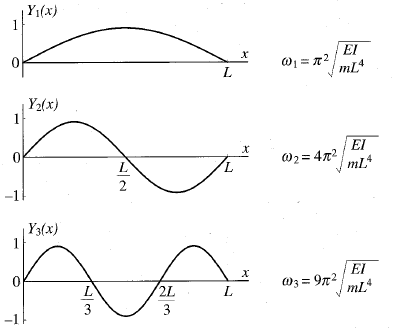 Y₁(x)
1
0
x
L
ω₁ = π² √(EI / mL⁴)
Y₂(x)
1
0
–1
L/2
x
L
ω₂ = 4π² √(EI / mL⁴)
Y₃(x)
1
0
–1
L/3
2L/3
x
L
ω₃ = 9π² √(EI / mL⁴)